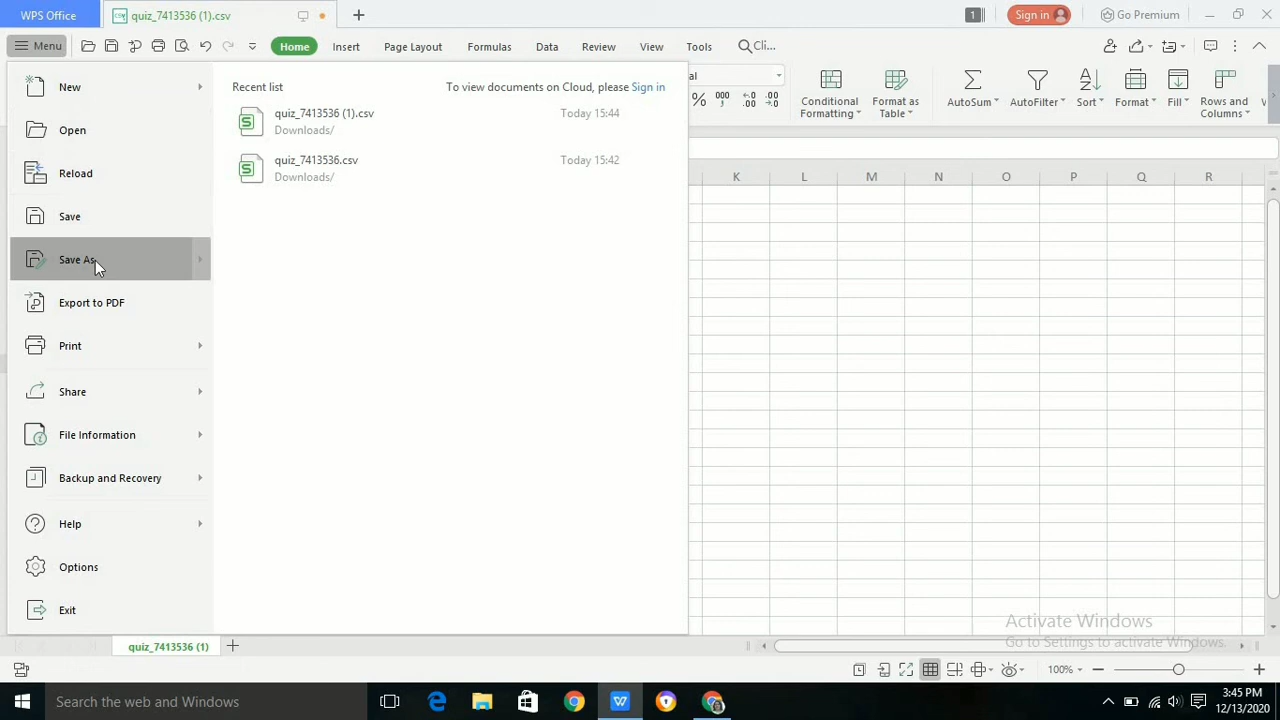 WPS Office
quiz_7413536 (1).csv
1
Sign in
Go Premium
Menu
Home
Insert
Page Layout
Formulas
Data
Review
View
Tools
Cli...
New
Open
Reload
Save
Save As
Export to PDF
Print
Share
File Information
Backup and Recovery
Help
Options
Exit
Recent list
To view documents on Cloud, please Sign in
quiz_7413536 (1).csv
Today 15:44
Downloads/
quiz_7413536.csv
Today 15:42
Downloads/
al
%
000
Conditional
Formatting
Format as
Table
AutoSum
AutoFilter
Sort
Format
Fill
Rows and
Columns
K L M N O P Q R
Activate Windows
Go to Settings to activate Windows.
quiz_7413536 (1)
100%
Search the web and Windows
3:45 PM
12/13/2020